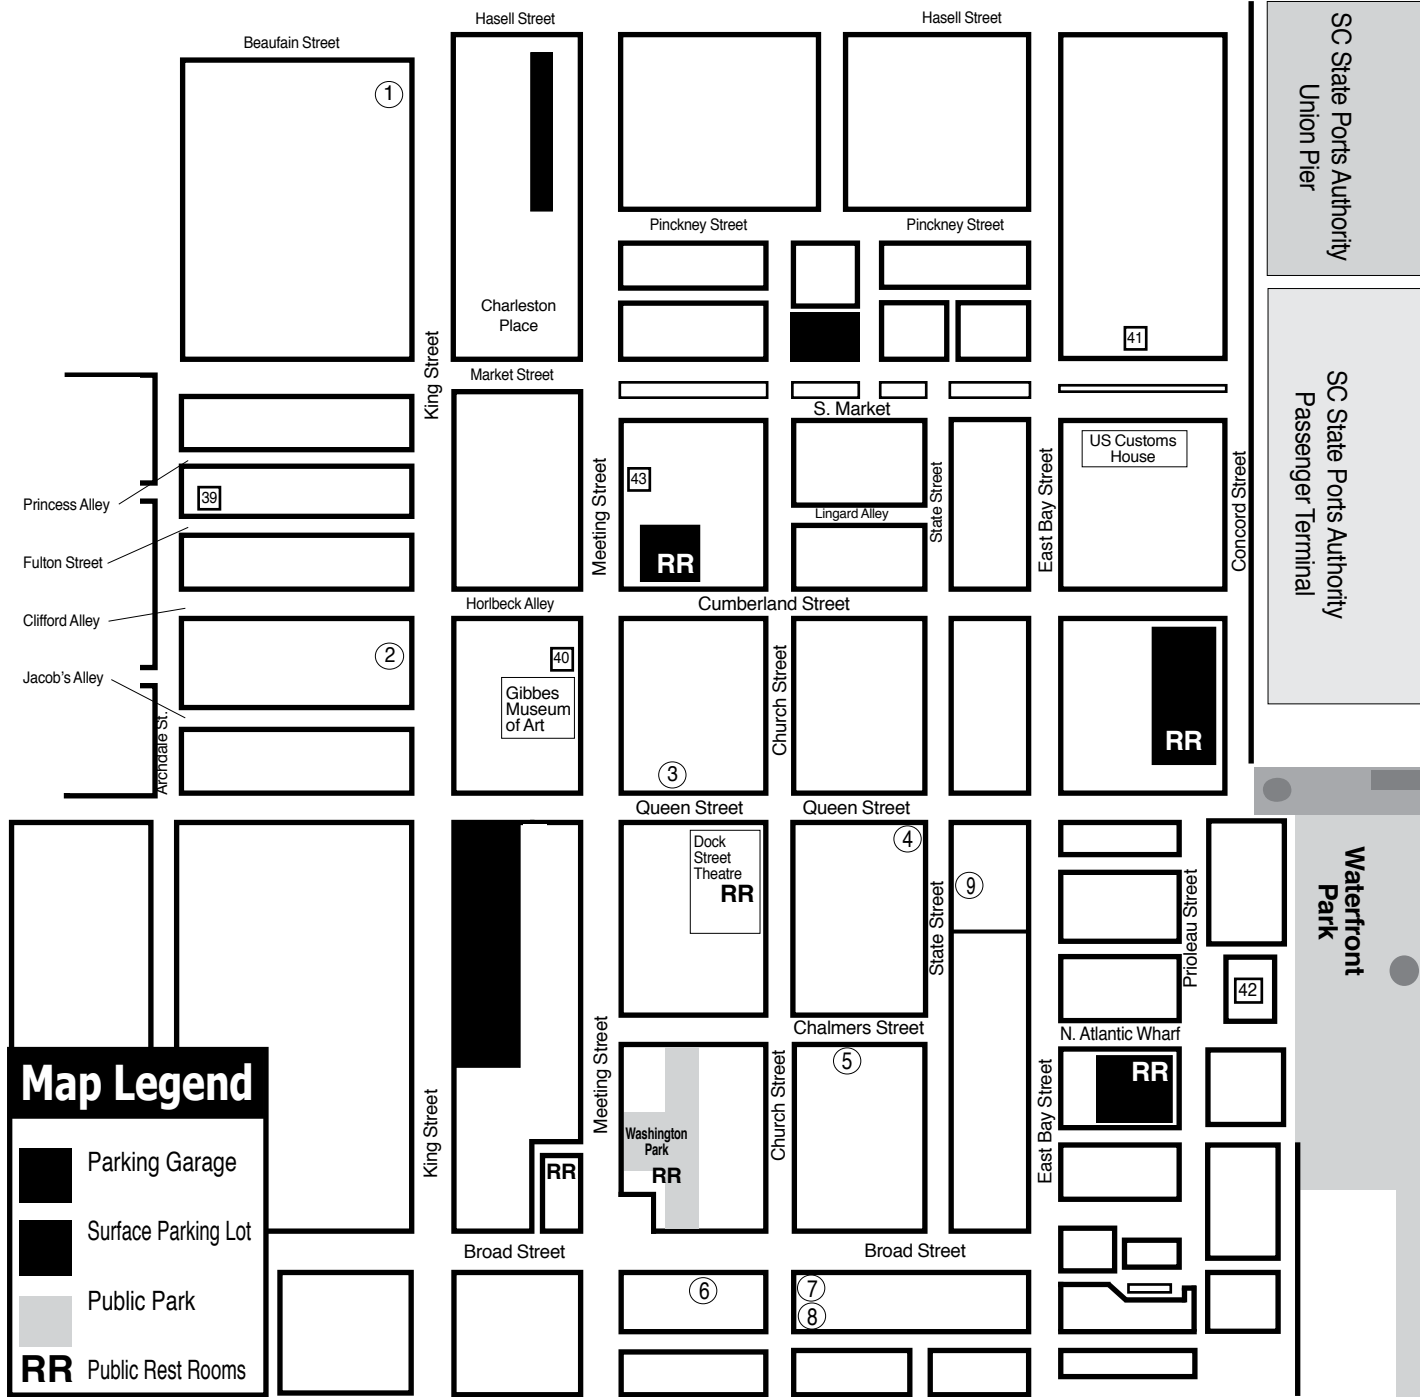 Hasell Street
Hasell Street
Beaufain Street
1
SC State Ports Authority
Union Pier
Pinckney Street
Pinckney Street
Charleston
Place
41
King Street
Market Street
S. Market
SC State Ports Authority
Passenger Terminal
US Customs
House
Meeting Street
43
State Street
East Bay Street
Concord Street
Princess Alley
39
Lingard Alley
RR
Fulton Street
Horlbeck Alley
Cumberland Street
Clifford Alley
2
40
Jacob's Alley
Gibbes
Museum
of Art
Church Street
RR
Archdale St.
3
Queen Street
Queen Street
Dock
Street
Theatre
RR
4
9
State Street
Prioleau Street
Waterfront
Park
42
Chalmers Street
N. Atlantic Wharf
5
RR
Meeting Street
Church Street
East Bay Street
King Street
Washington
Park
RR
RR
Broad Street
Broad Street
6
7
8
Map Legend
Parking Garage
Surface Parking Lot
Public Park
RR Public Rest Rooms